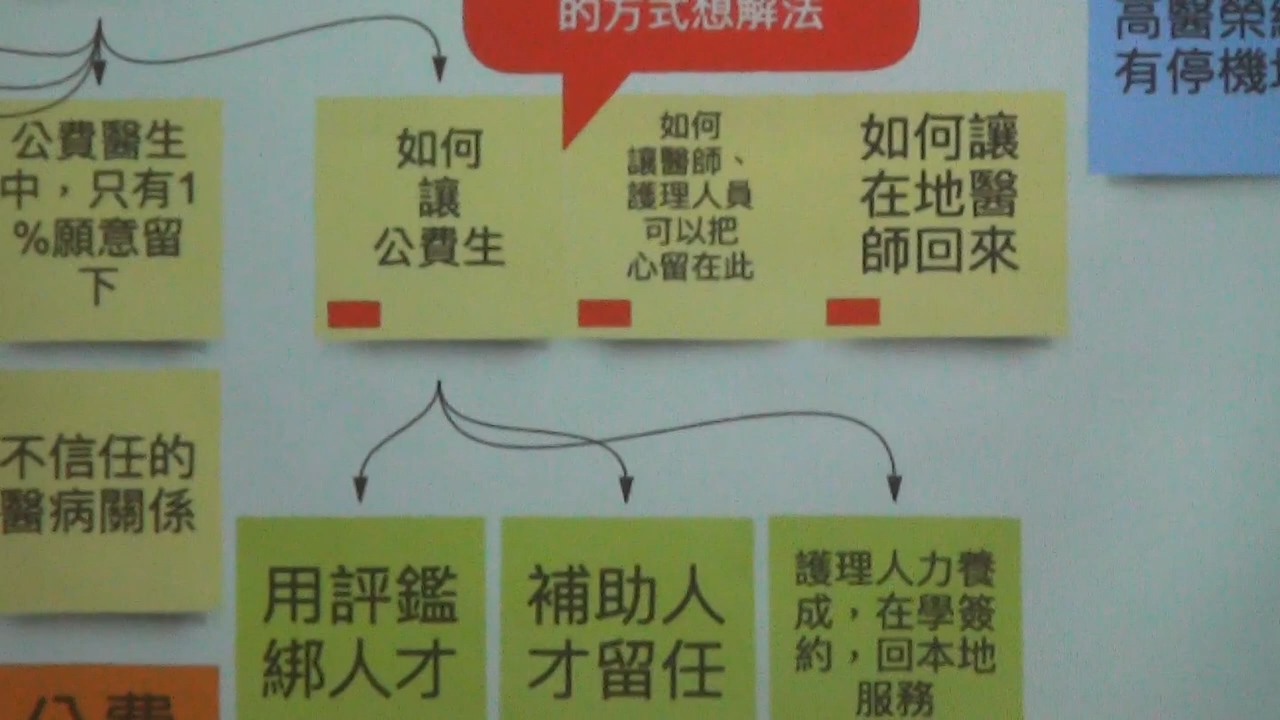 的方式想解法
高醫榮
有停機
公費醫生
中，只有1
%願意留
下
如何
讓
公費生
如何
讓醫師、
護理人員
可以把
心留在此
如何讓
在地醫
師回來
不信任的
醫病關係
用評鑑
綁人才
補助人
才留任
護理人力養
成，在學簽
約，回本地
服務
公費